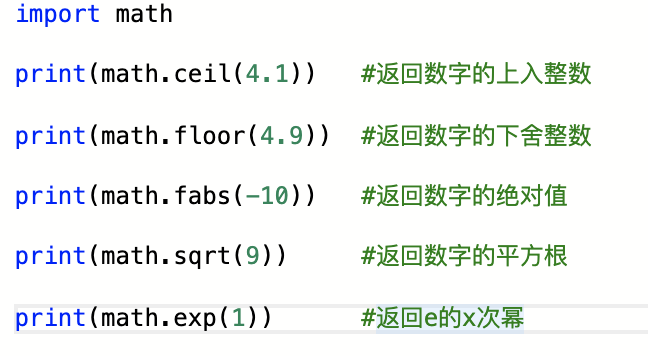 import math
print(math.ceil(4.1))   #返回数字的上入整数
print(math.floor(4.9))  #返回数字的下舍整数
print(math.fabs(-10))   #返回数字的绝对值
print(math.sqrt(9))     #返回数字的平方根
print(math.exp(1))      #返回e的x次幂